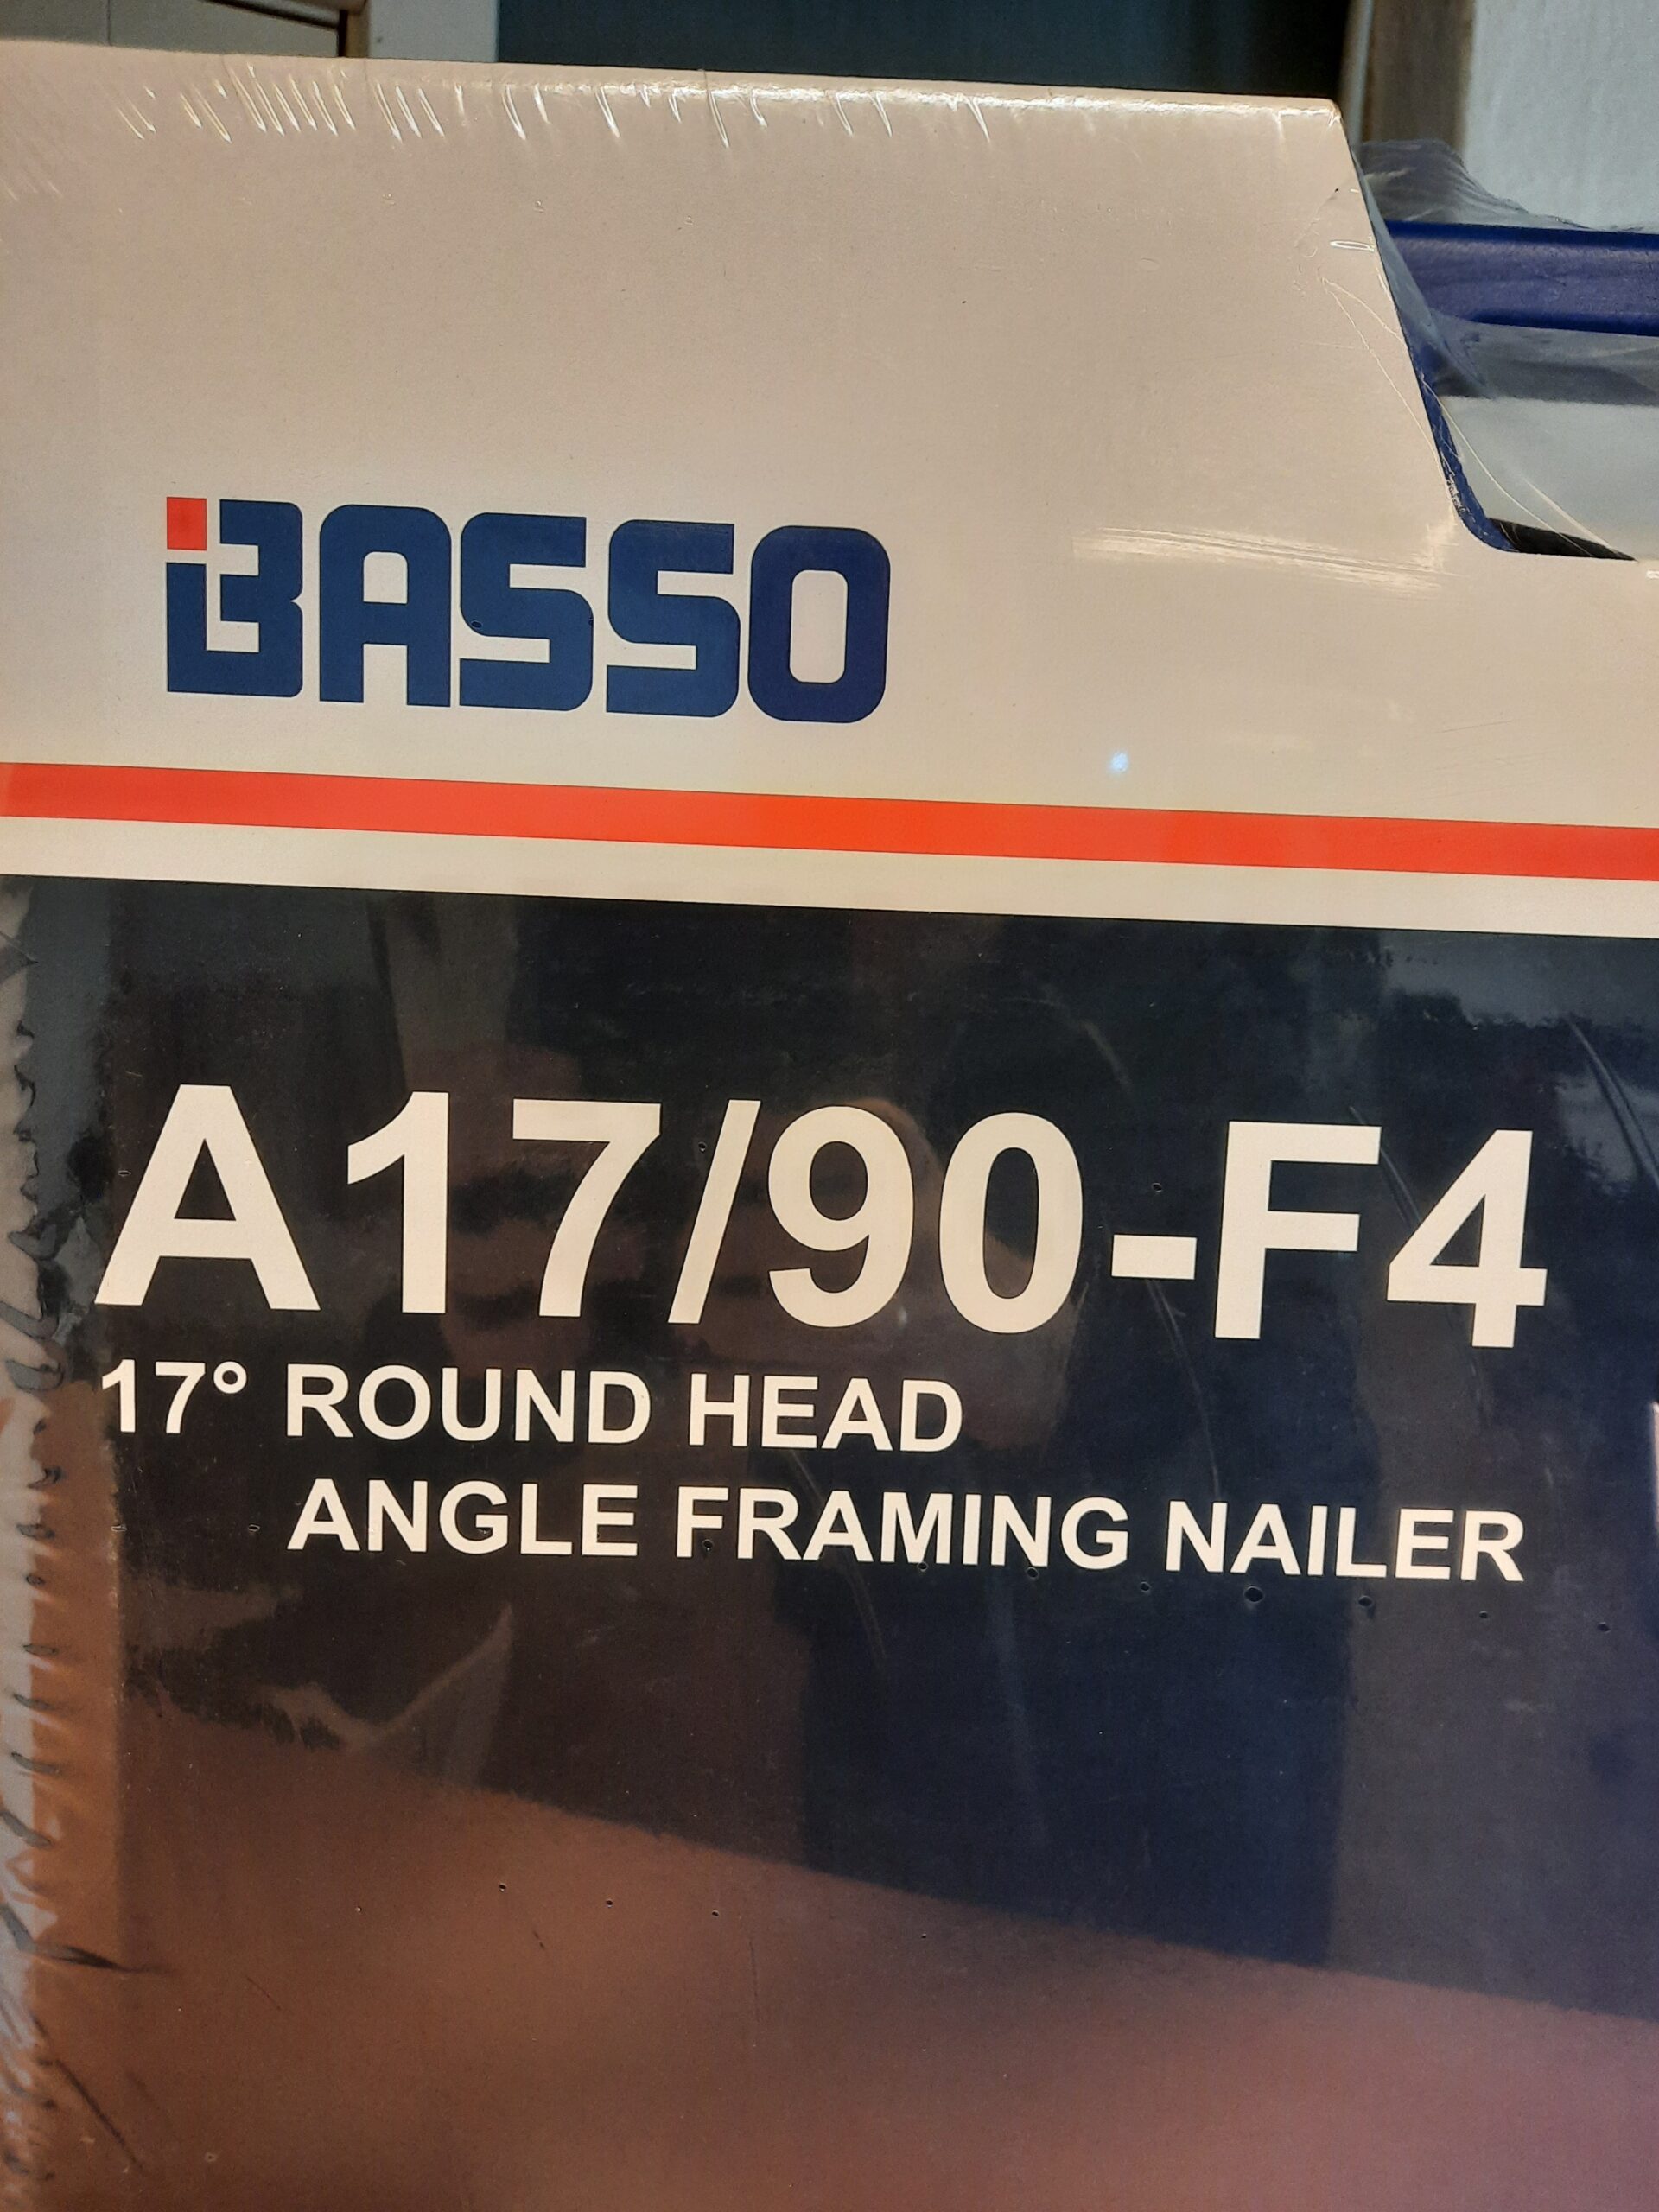 BASSO
A17/90-F4
17° ROUND HEAD
ANGLE FRAMING NAILER